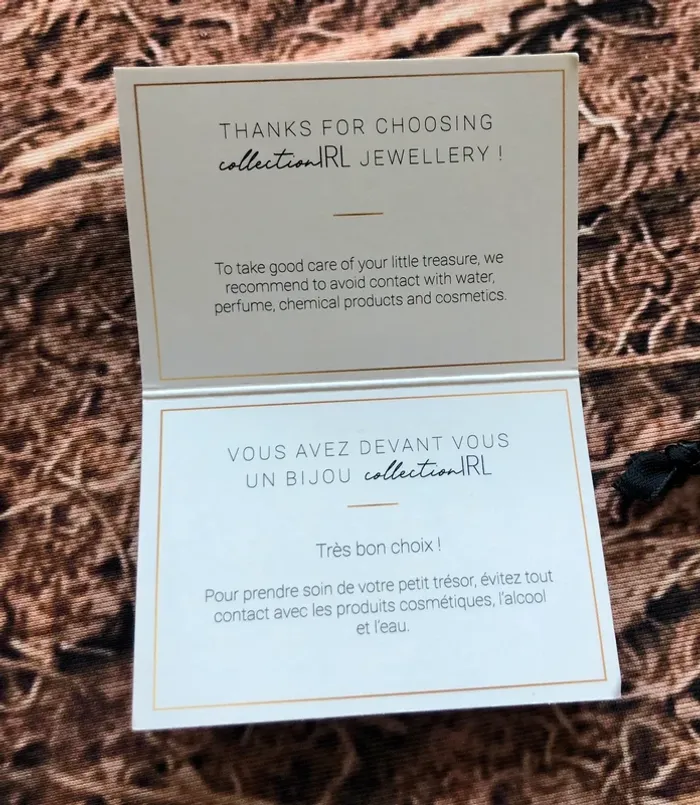 THANKS FOR CHOOSING
collectionIRL JEWELLERY !
To take good care of your little treasure, we
recommend to avoid contact with water,
perfume, chemical products and cosmetics.
VOUS AVEZ DEVANT VOUS
UN BIJOU collectionIRL
Très bon choix !
Pour prendre soin de votre petit trésor, évitez tout
contact avec les produits cosmétiques, l'alcool
et l'eau.